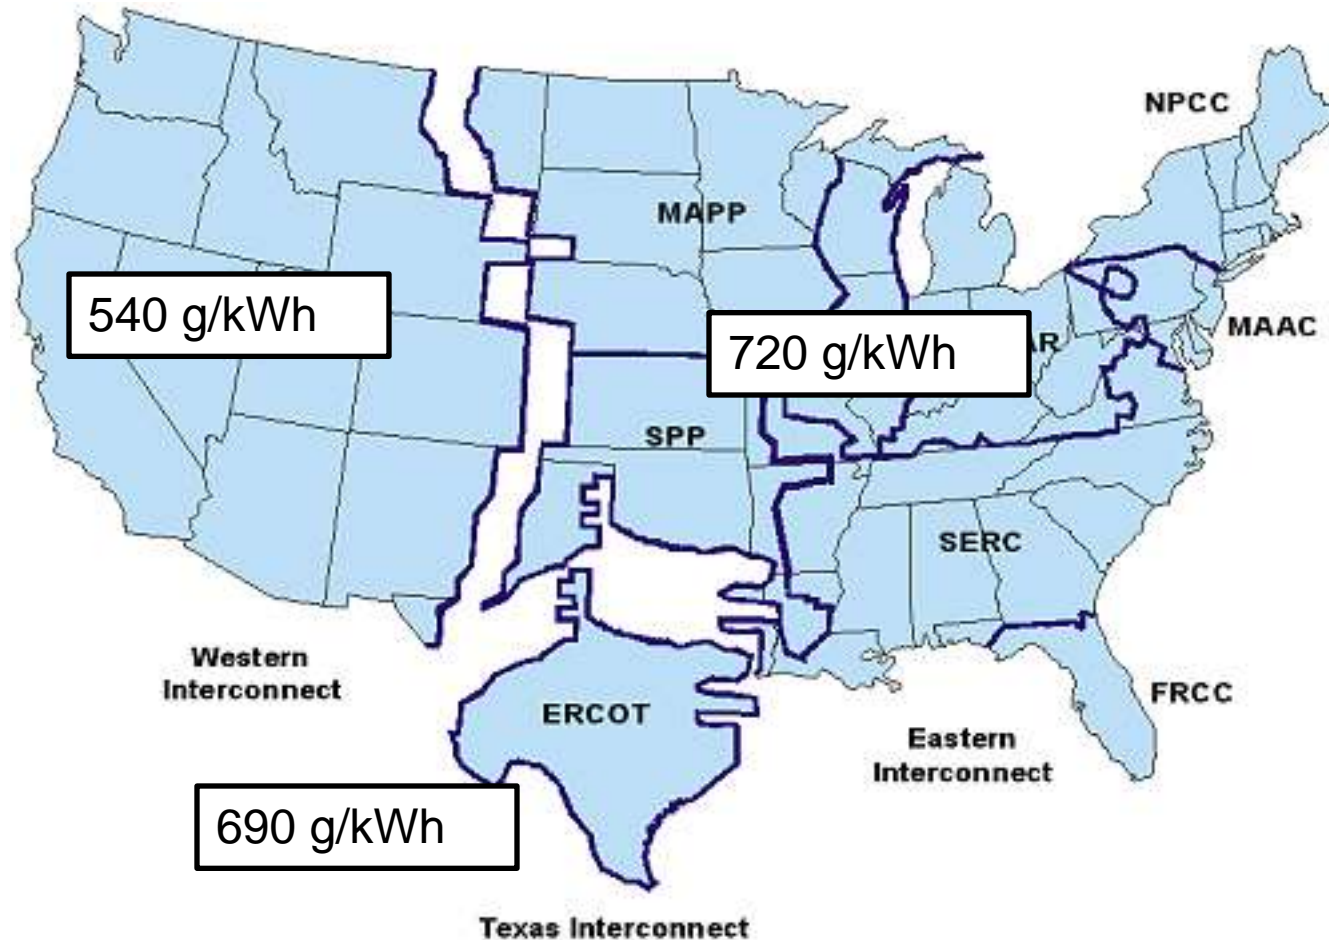 NPCC
MAPP
540 g/kWh
MAAC
720 g/kWh
AR
SPP
SERC
Western
Interconnect
ERCOT
FRCC
Eastern
Interconnect
690 g/kWh
Texas Interconnect